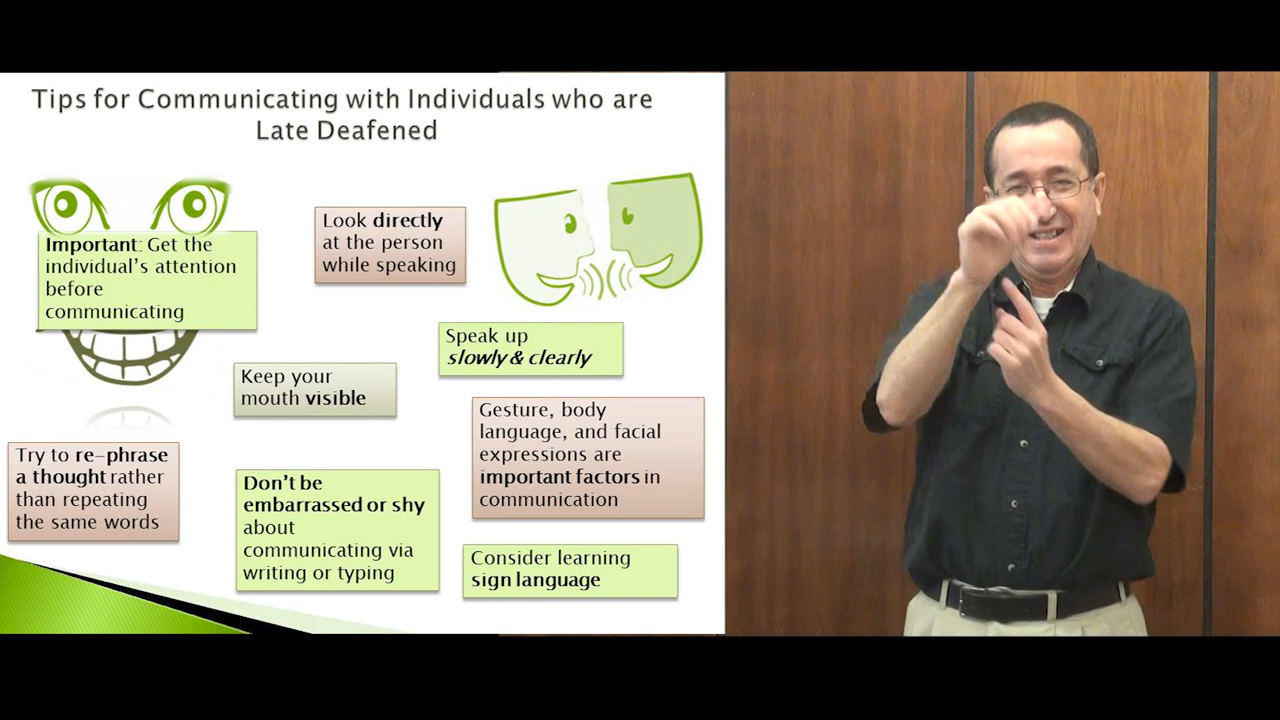 Tips for Communicating with Individuals who are
Late Deafened
Important: Get the
individual's attention
before
communicating
Look directly
at the person
while speaking
Speak up
slowly & clearly
Keep your
mouth visible
Gesture, body
language, and facial
expressions are
important factors in
communication
Try to re-phrase
a thought rather
than repeating
the same words
Don't be
embarrassed or shy
about
communicating via
writing or typing
Consider learning
sign language